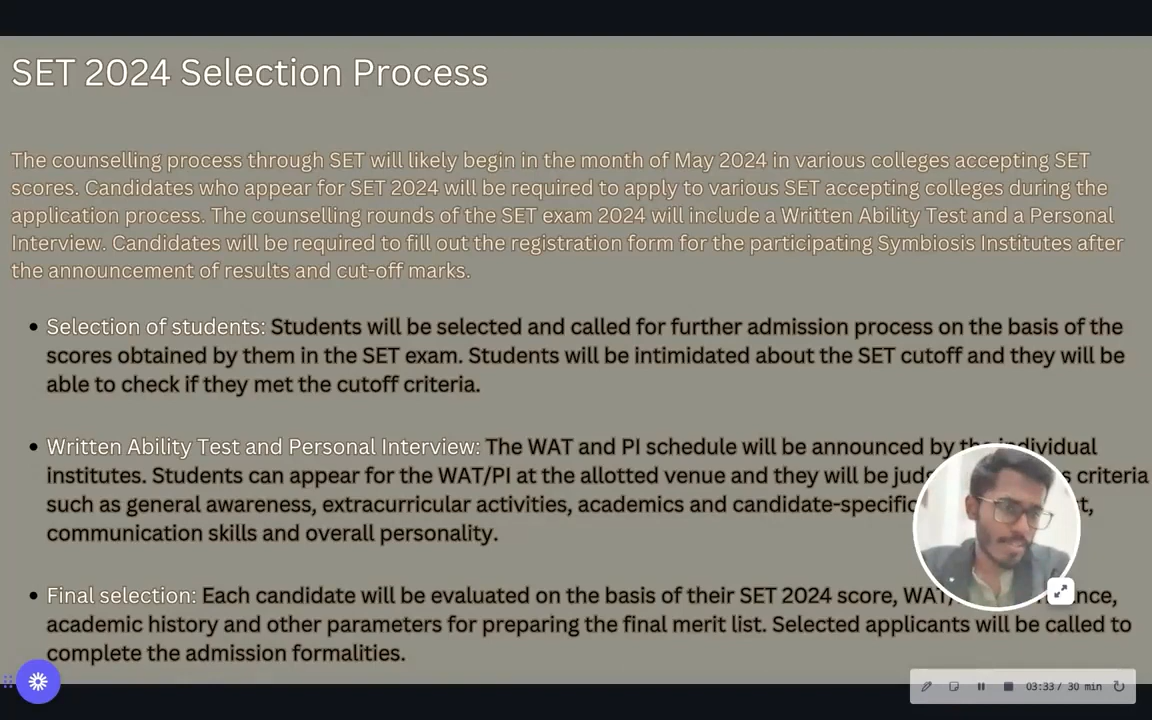 SET 2024 Selection Process
The counselling process through SET will likely begin in the month of May 2024 in various colleges accepting SET
scores. Candidates who appear for SET 2024 will be required to apply to various SET accepting colleges during the
application process. The counselling rounds of the SET exam 2024 will include a Written Ability Test and a Personal
Interview. Candidates will be required to fill out the registration form for the participating Symbiosis Institutes after
the announcement of results and cut-off marks.
• Selection of students: Students will be selected and called for further admission process on the basis of the
scores obtained by them in the SET exam. Students will be intimidated about the SET cutoff and they will be
able to check if they met the cutoff criteria.
• Written Ability Test and Personal Interview: The WAT and PI schedule will be announced by the individual
institutes. Students can appear for the WAT/PI at the allotted venue and they will be criteria
such as general awareness, extracurricular activities, academics and
communication skills and overall personality.
• Final selection: Each candidate will be evaluated on the basis of their SET 2024 score,
academic history and other parameters for preparing the final merit list. Selected applicants will be called to
complete the admission formalities.
03:33 / 30 min